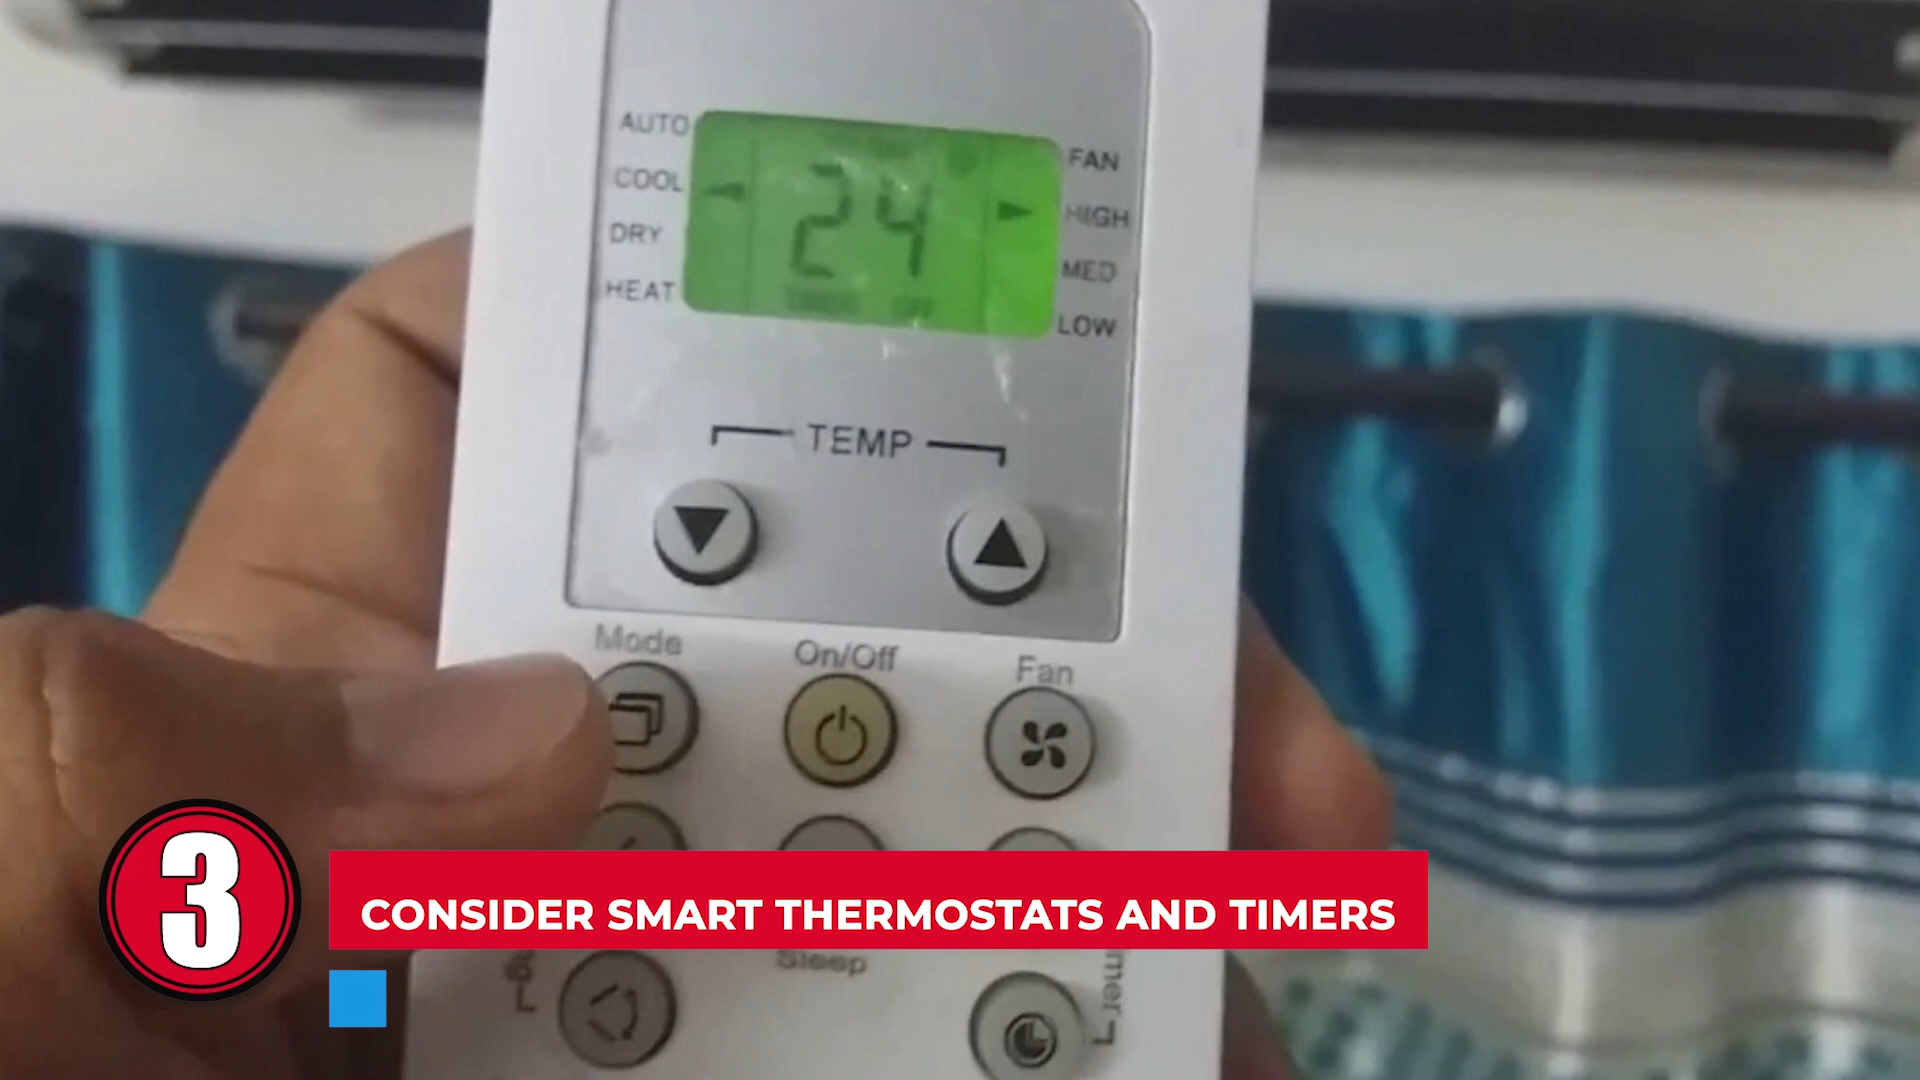 AUTO
COOL
DRY
HEAT
24
FAN
HIGH
MED
LOW
TEMP
Mode
On/Off
Fan
3
CONSIDER SMART THERMOSTATS AND TIMERS
Sleep